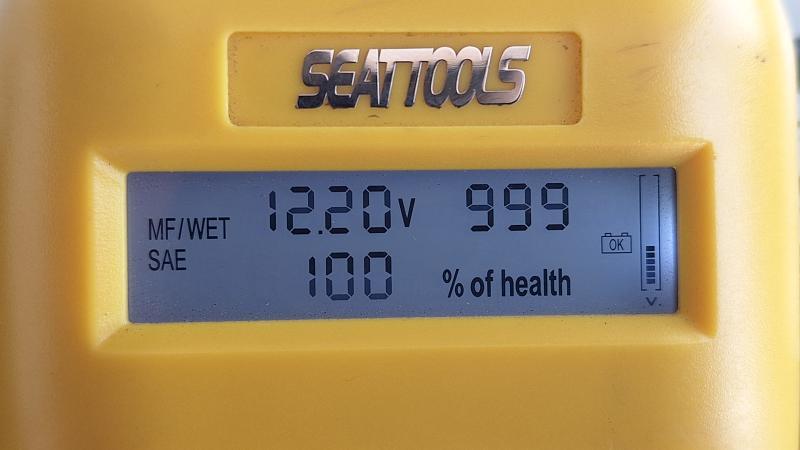 SEATTOOLS
MF/WET 12.20V 999
SAE 100 % of health
OK
V.